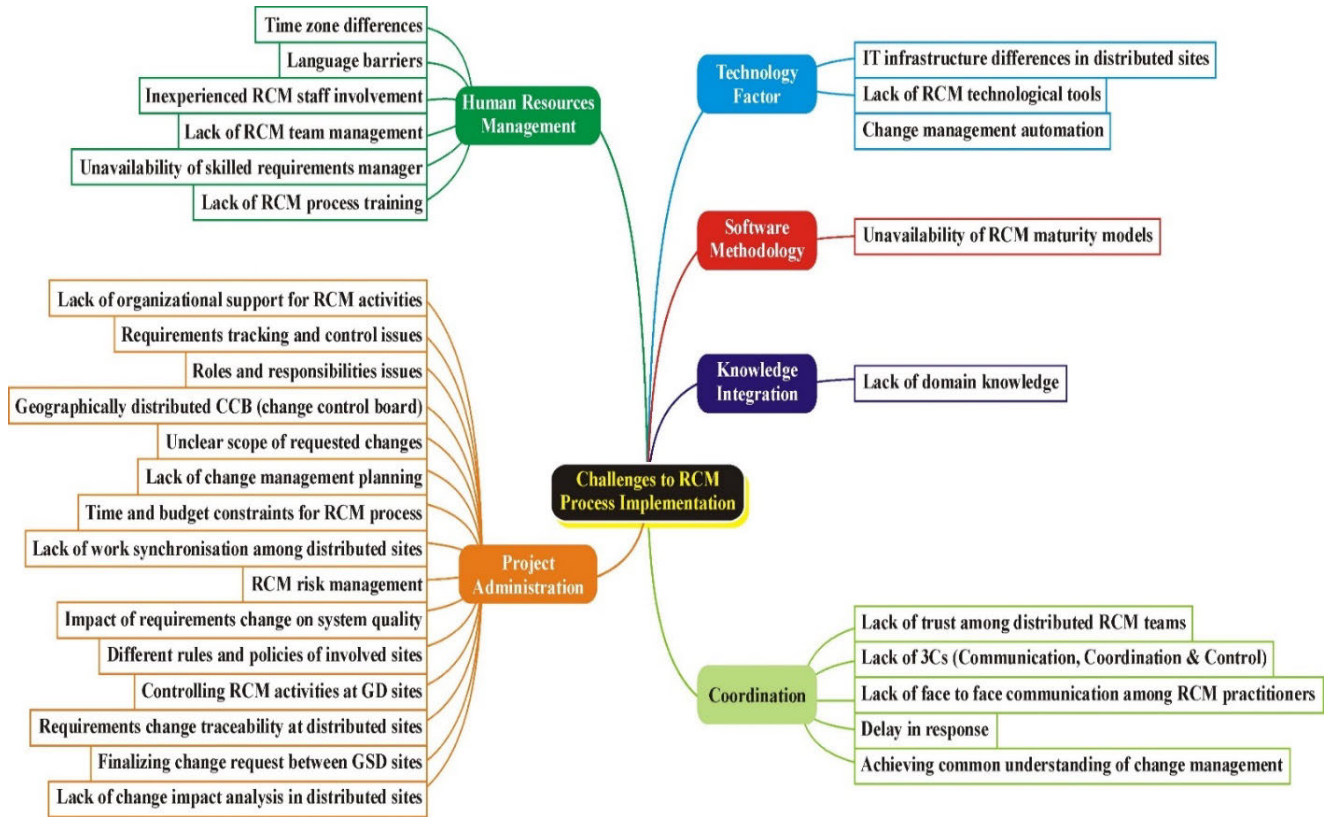 Time zone differences
Language barriers
Inexperienced RCM staff involvement
Lack of RCM team management
Unavailability of skilled requirements manager
Lack of RCM process training
Human Resources
Management
Lack of organizational support for RCM activities
Requirements tracking and control issues
Roles and responsibilities issues
Geographically distributed CCB (change control board)
Unclear scope of requested changes
Lack of change management planning
Time and budget constraints for RCM process
Lack of work synchronisation among distributed sites
RCM risk management
Impact of requirements change on system quality
Different rules and policies of involved sites
Controlling RCM activities at GD sites
Requirements change traceability at distributed sites
Finalizing change request between GSD sites
Lack of change impact analysis in distributed sites
Project
Administration
Challenges to RCM
Process Implementation
Technology
Factor
IT infrastructure differences in distributed sites
Lack of RCM technological tools
Change management automation
Software
Methodology
Unavailability of RCM maturity models
Knowledge
Integration
Lack of domain knowledge
Coordination
Lack of trust among distributed RCM teams
Lack of 3Cs (Communication, Coordination & Control)
Lack of face to face communication among RCM practitioners
Delay in response
Achieving common understanding of change management